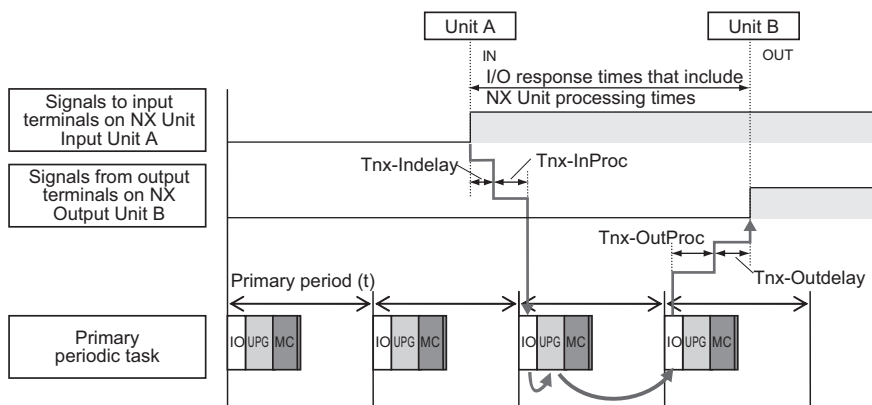 Unit A
Unit B
IN
OUT
I/O response times that include
NX Unit processing times
Signals to input
terminals on NX Unit
Input Unit A
Tnx-Indelay
Tnx-InProc
Signals from output
terminals on NX
Output Unit B
Tnx-OutProc
Tnx-Outdelay
Primary period (t)
Primary
periodic task
IO UPG MC
IO UPG MC
IO UPG MC
IO UPG MC